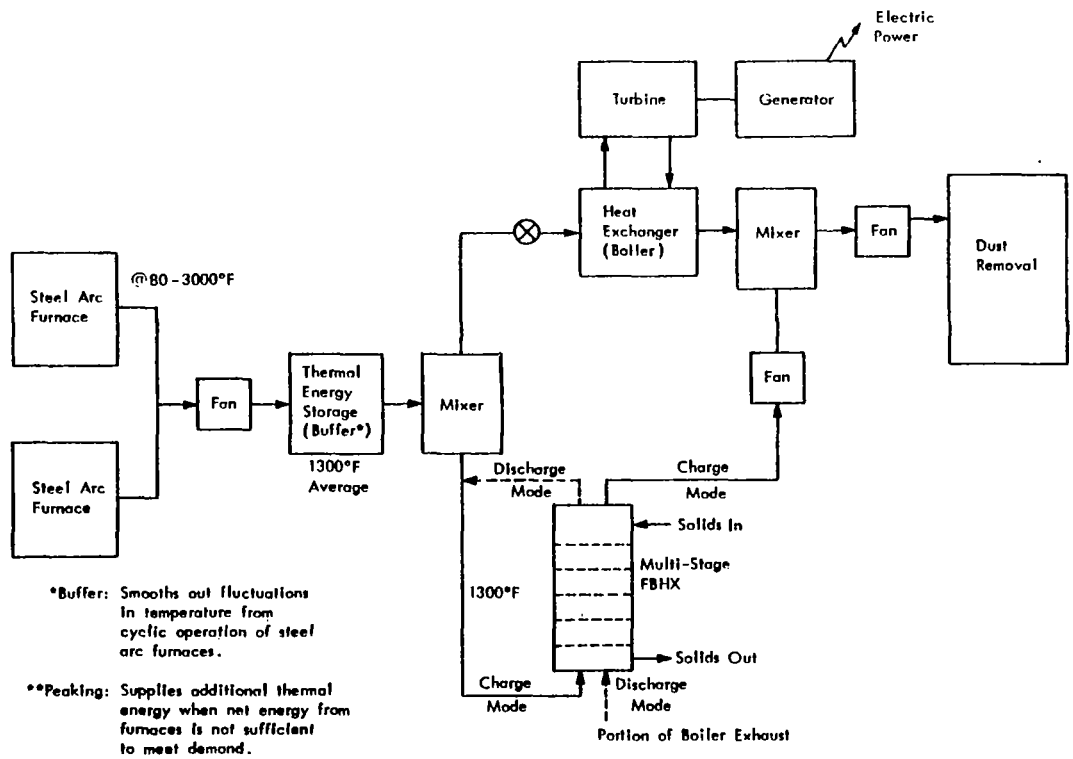 Electric
Power
Turbine
Generator
Heat
Exchanger
(Boiler)
Mixer
Fan
Dust
Removal
@80-3000°F
Steel Arc
Furnace
Fan
Thermal
Energy
Storage
(Buffer*)
Mixer
Fan
1300°F
Average
Steel Arc
Furnace
Discharge
Mode
Charge
Mode
Solids In
Multi-Stage
FBHX
1300°F
Solids Out
Charge
Mode
Discharge
Mode
Portion of Boiler Exhaust
*Buffer: Smooths out fluctuations
in temperature from
cyclic operation of steel
arc furnaces.
**Peaking: Supplies additional thermal
energy when net energy from
furnaces is not sufficient
to meet demand.